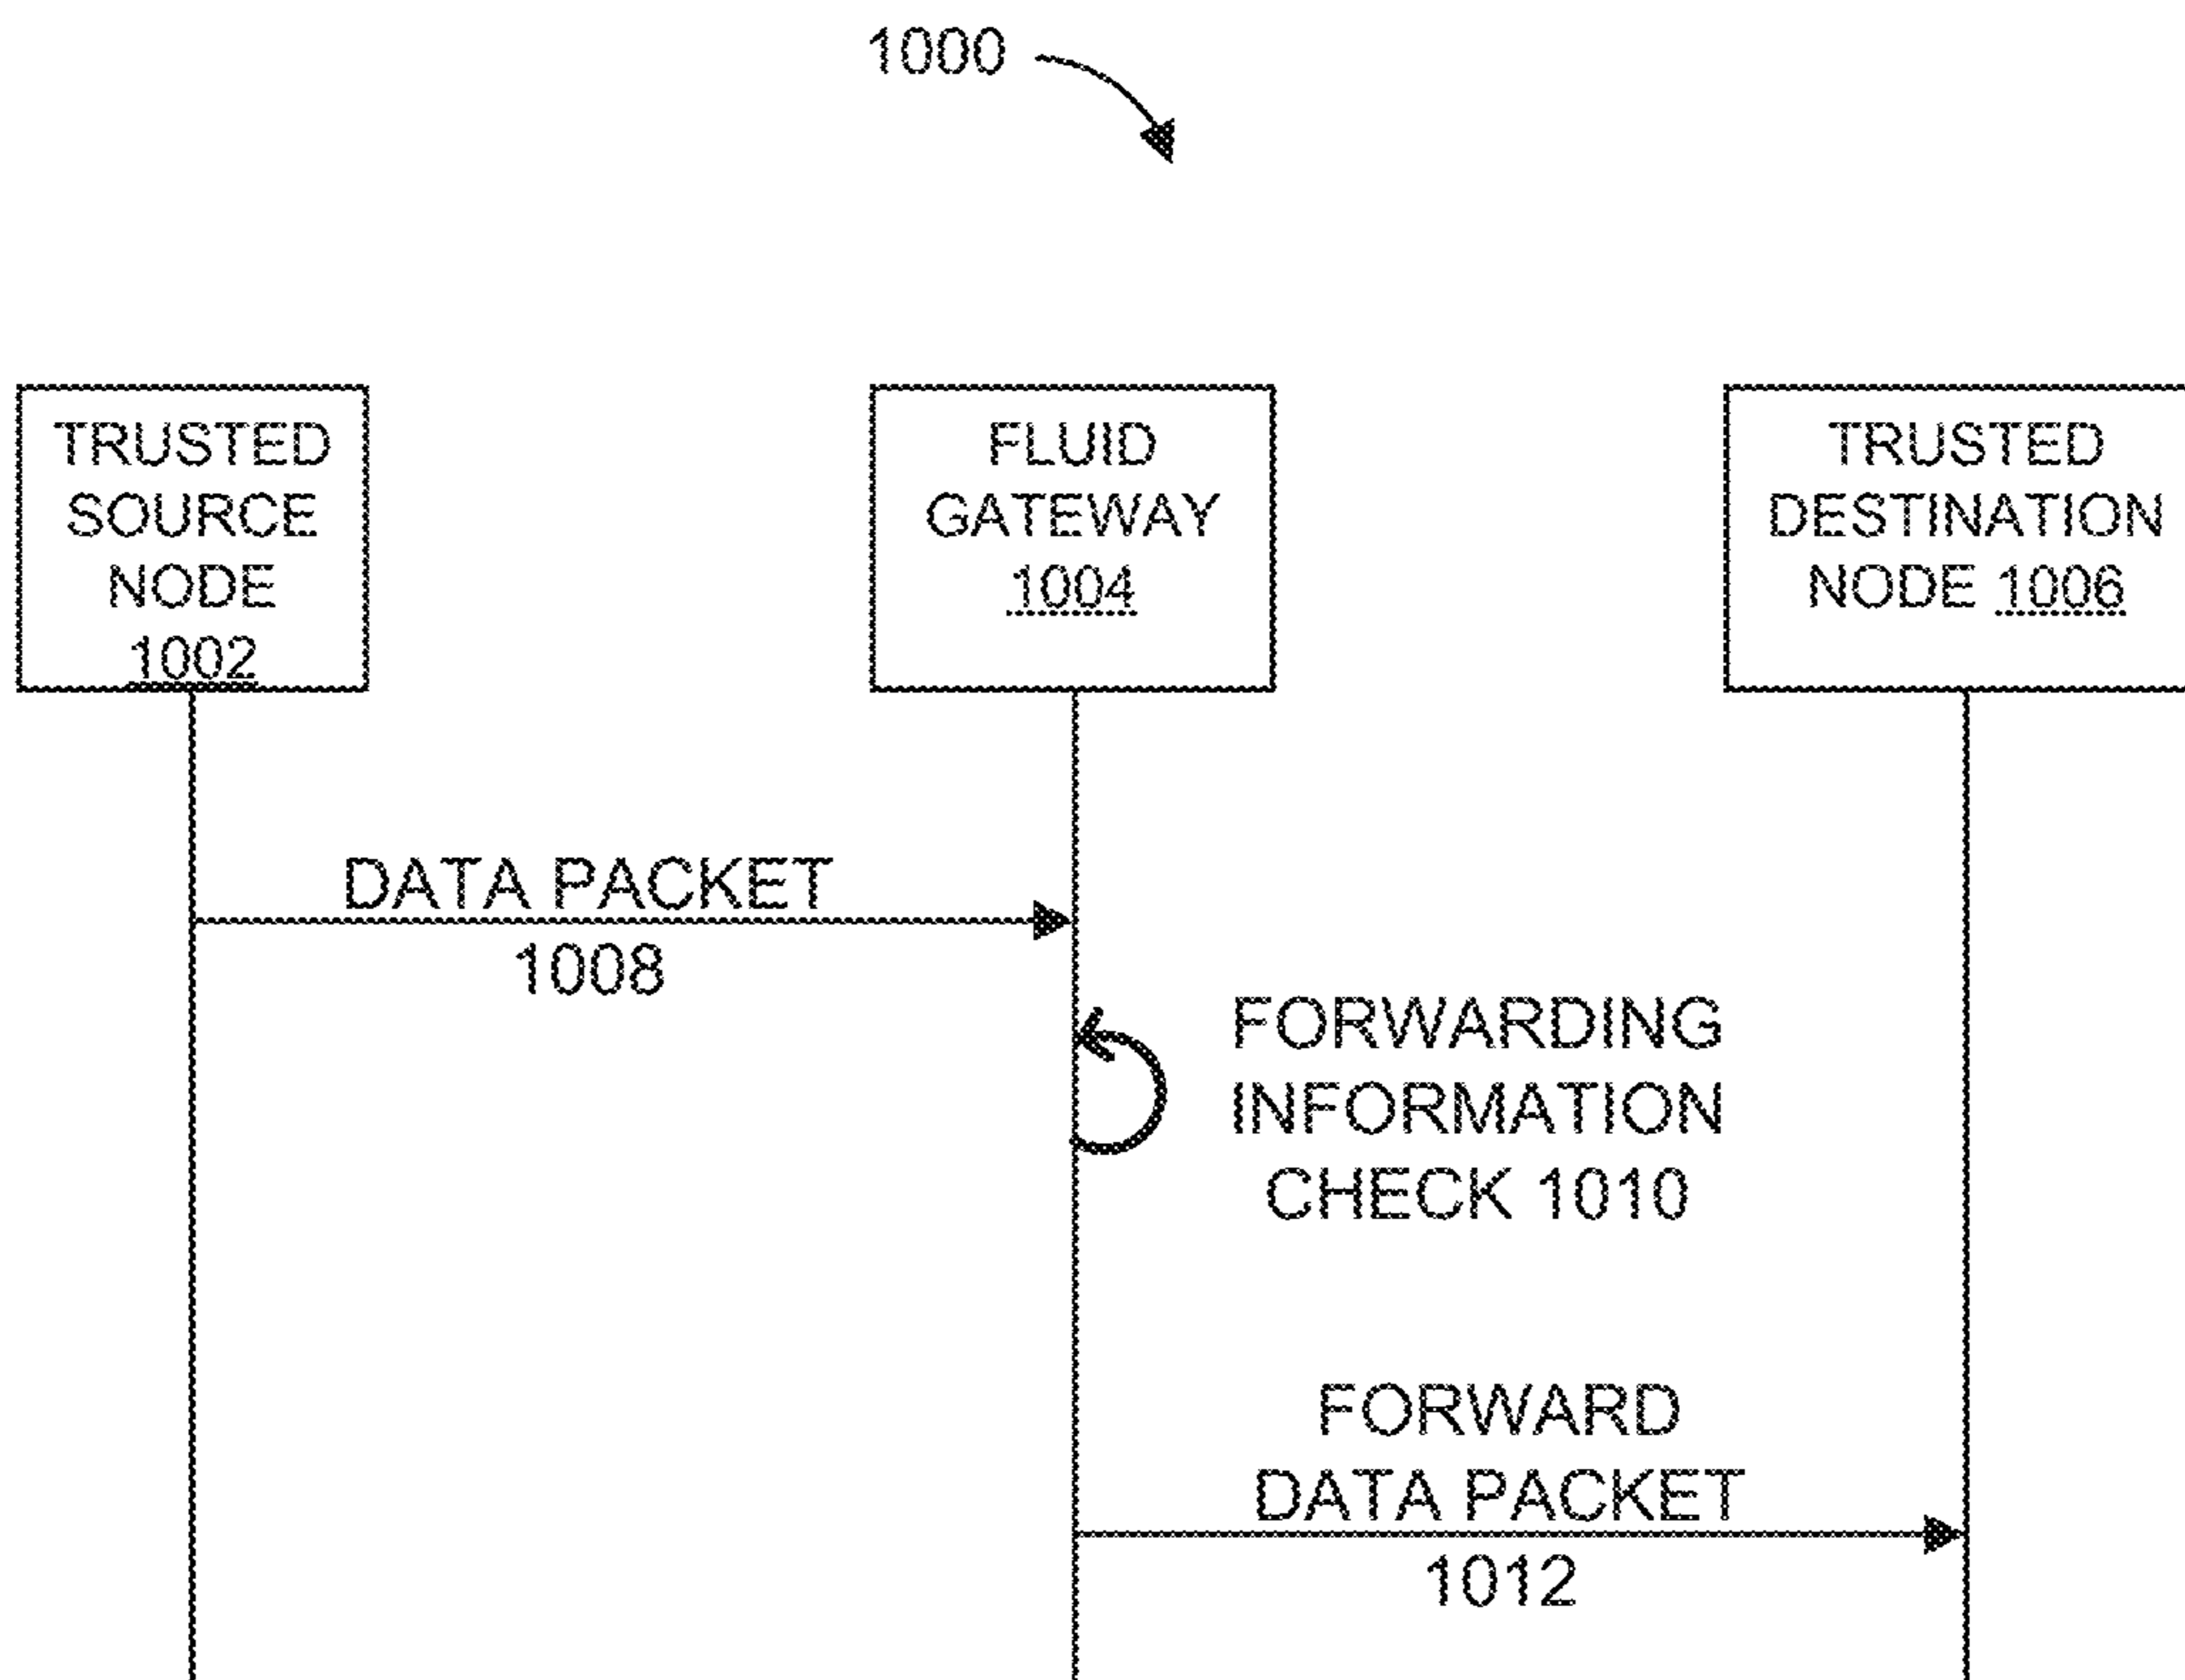 1000
TRUSTED
SOURCE
NODE
1002
FLUID
GATEWAY
1004
TRUSTED
DESTINATION
NODE 1006
DATA PACKET
1008
FORWARDING
INFORMATION
CHECK 1010
FORWARD
DATA PACKET
1012